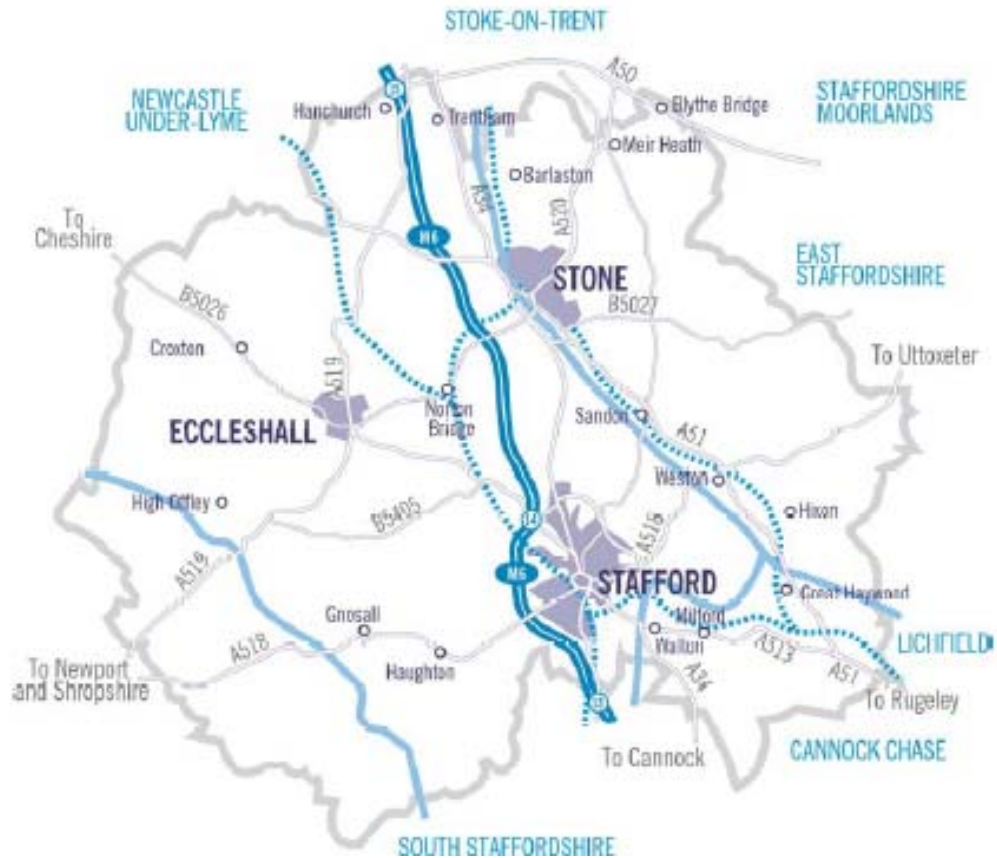 STOKE-ON-TRENT
A50
NEWCASTLE
UNDER-LYME
15
Hanchurch
Trentham
Blythe Bridge
STAFFORDSHIRE
MOORLANDS
Meir Heath
Barlaston
A34
A520
To
Cheshire
M6
EAST
STAFFORDSHIRE
STONE
B5026
B5027
Croxton
A519
To Uttoxeter
Norton
Bridge
Sandon
ECCLESHALL
A51
Weston
High Offley
B5405
14
A518
Hixon
A519
M6
STAFFORD
Great Haywood
Gnosall
Milford
Walton
A518
Haughton
A513
LICHFIELD
To Newport
and Shropshire
A34
A51
13
To Rugeley
To Cannock
CANNOCK CHASE
SOUTH STAFFORDSHIRE